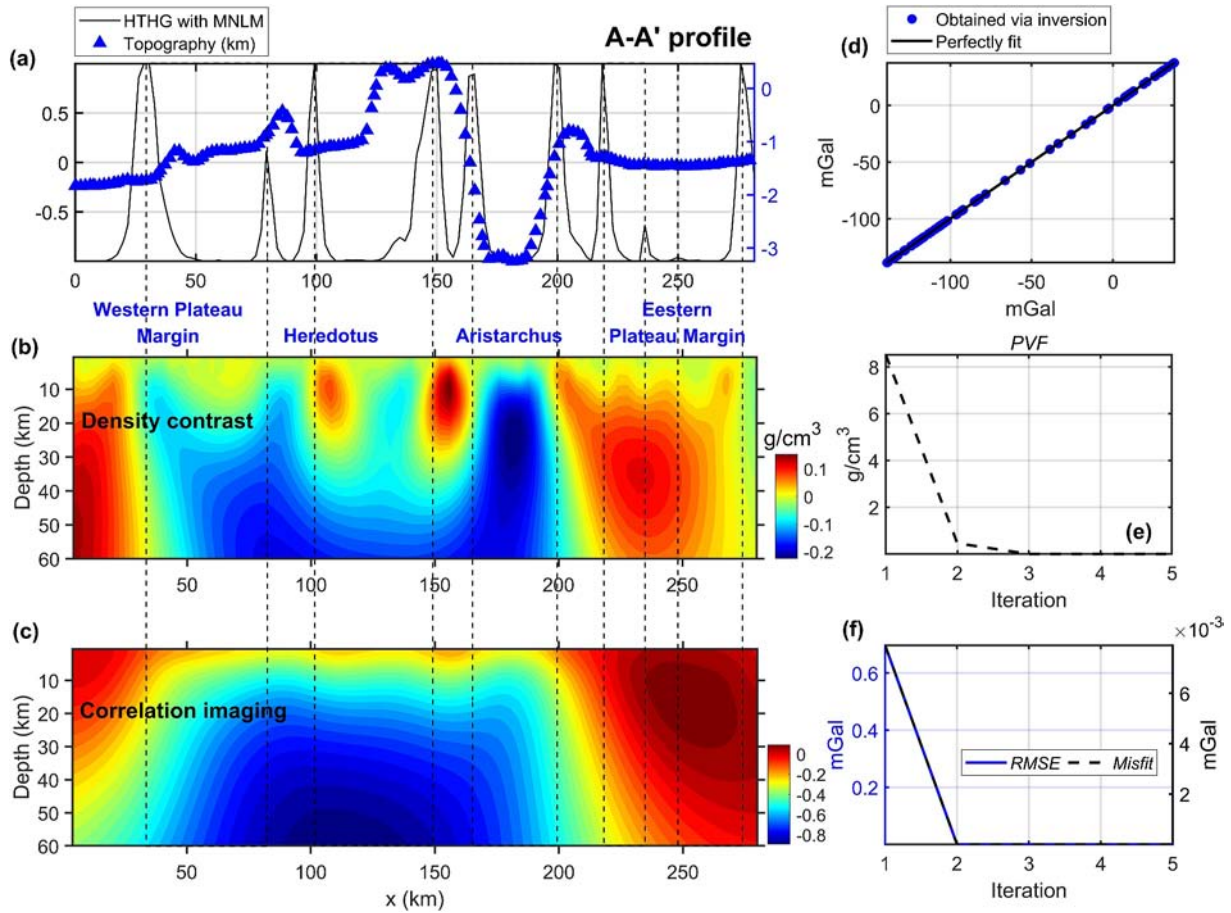 HTHG with MNLM
Topography (km)
A-A' profile
(a)
0.5
0
-0.5
0
-1
-2
-3
0 50 100 150 200 250
Western Plateau
Margin
Heredotus
Aristarchus
Eestern
Plateau Margin
(b)
Density contrast
Depth (km)
10
20
30
40
50
60
50 100 150 200 250
g/cm3
0.1
0
-0.1
-0.2
(c)
Correlation imaging
Depth (km)
10
20
30
40
50
60
50 100 150 200 250
x (km)
0
-0.2
-0.4
-0.6
-0.8
(d)
Obtained via inversion
Perfectly fit
mGal
0
-50
-100
-100 -50 0
mGal
PVF
g/cm3
8
6
4
2
(e)
1 2 3 4 5
Iteration
(f)
×10-3
mGal
0.6
0.4
0.2
6
4
2
mGal
RMSE Misfit
1 2 3 4 5
Iteration